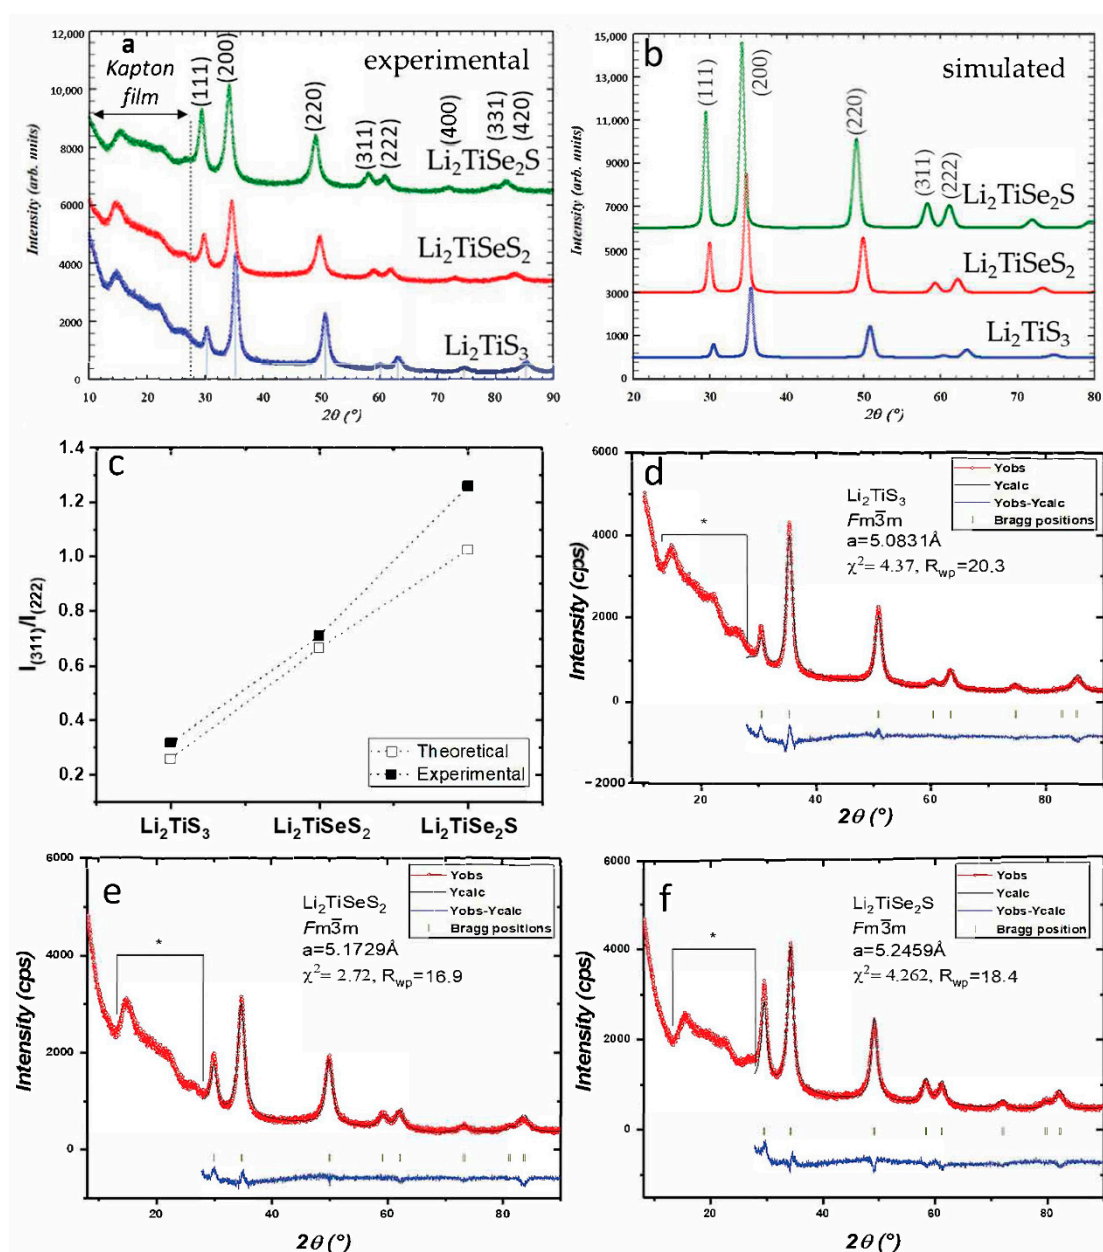 a
experimental
Kapton
film
(111)
(200)
(220)
(311)
(222)
(400)
(331)
(420)
Li₂TiSe₂S
Li₂TiSeS₂
Li₂TiS₃
Intensity (arb. units)
12,000
10,000
8000
6000
4000
2000
0
10 20 30 40 50 60 70 80 90
2θ (°)
b
simulated
(111)
(200)
(220)
(311)
(222)
Li₂TiSe₂S
Li₂TiSeS₂
Li₂TiS₃
Intensity (arb. units)
15,000
13000
11000
9000
7000
5000
3000
1000
20 30 40 50 60 70 80
2θ (°)
c
I(311)/I(222)
1.4
1.2
1.0
0.8
0.6
0.4
0.2
Theoretical
Experimental
Li₂TiS₃ Li₂TiSeS₂ Li₂TiSe₂S
d
Yobs
Ycalc
Yobs-Ycalc
Bragg positions
Li₂TiS₃
Fm3̅m
a=5.0831Å
χ²= 4.37, Rwp=20.3
*
Intensity (cps)
6000
4000
2000
0
−2000
20 40 60 80
2θ (°)
e
Yobs
Ycalc
Yobs-Ycalc
Bragg positions
Li₂TiSeS₂
Fm3̅m
a=5.1729Å
χ²= 2.72, Rwp=16.9
*
Intensity (cps)
6000
4000
2000
0
20 40 60 80
2θ (°)
f
Yobs
Ycalc
Yobs-Ycalc
Bragg position
Li₂TiSe₂S
Fm3̅m
a=5.2459Å
χ²= 4.262, Rwp=18.4
*
Intensity (cps)
6000
4000
2000
0
20 40 60 80
2θ (°)